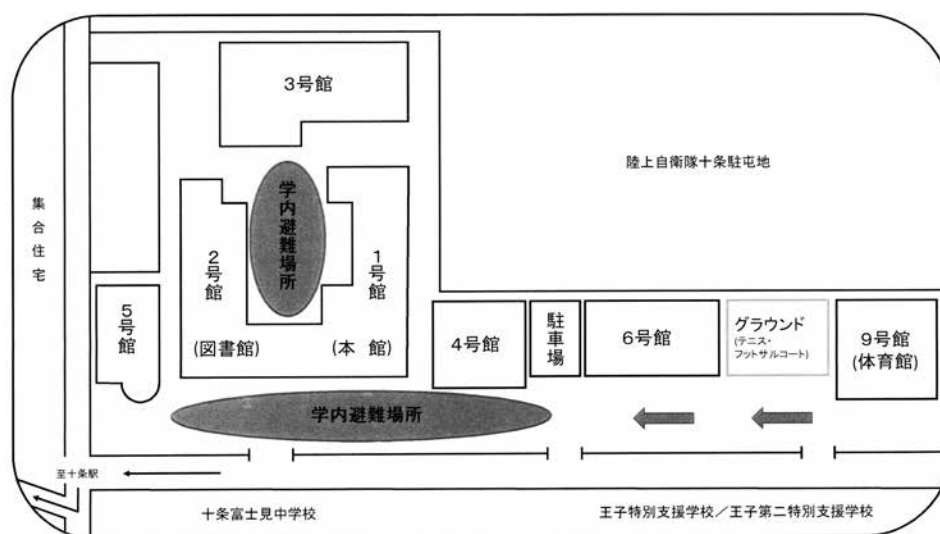 3号館
陸上自衛隊十条駐屯地
集合住宅
学内避難場所
2号館
(図書館)
1号館
(本 館)
5号館
4号館
駐車場
6号館
グラウンド
(テニス・
フットサルコート)
9号館
(体育館)
学内避難場所
至十条駅
十条富士見中学校
王子特別支援学校／王子第二特別支援学校